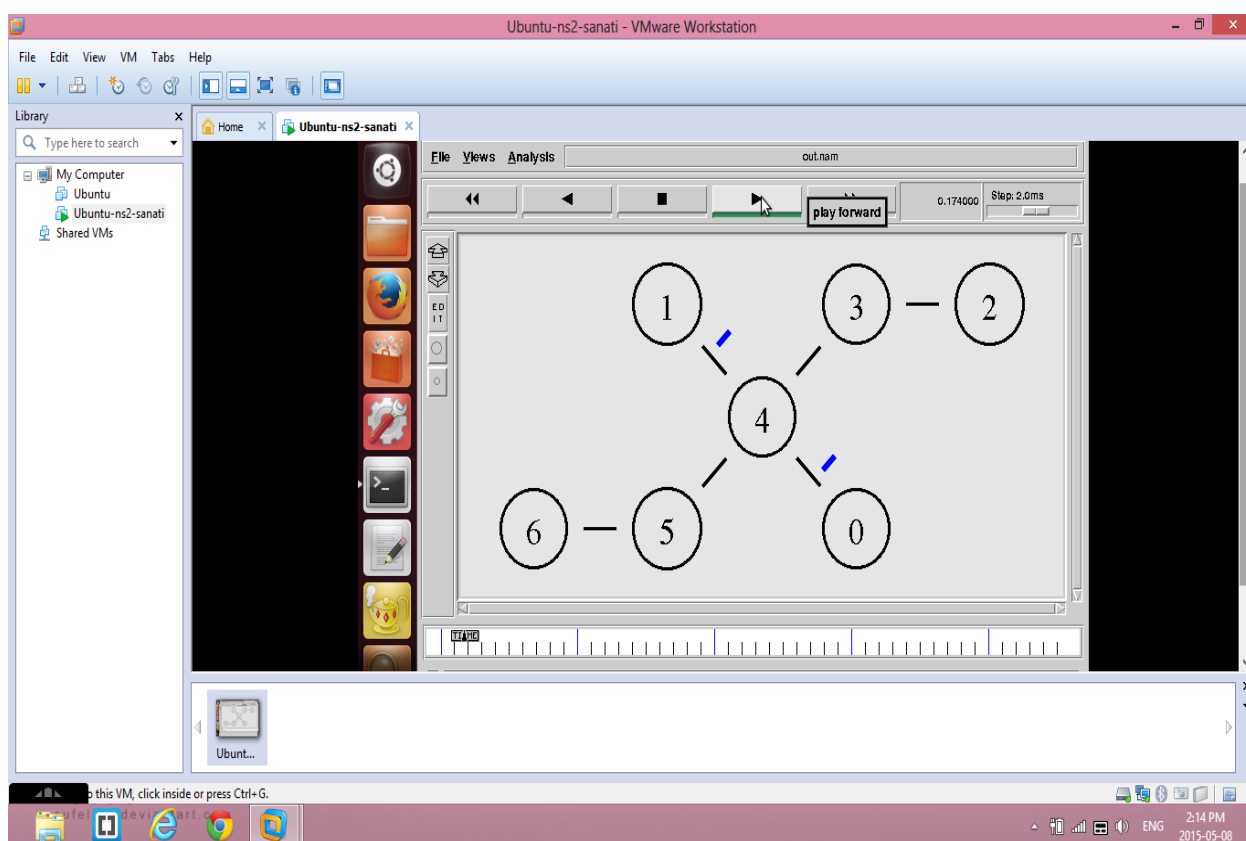 Ubuntu-ns2-sanati - VMware Workstation
File Edit View VM Tabs Help
Library x
Home Ubuntu-ns2-sanati
Type here to search
My Computer
Ubuntu
Ubuntu-ns2-sanati
Shared VMs
File Views Analysis out.nam
0.174000 Step: 2.0ms
play forward
ED
IT
1 3 2
4
6 5 0
TIME
>_
Ubunt...
o this VM, click inside or press Ctrl+G.
ENG 2:14 PM
2015-05-08